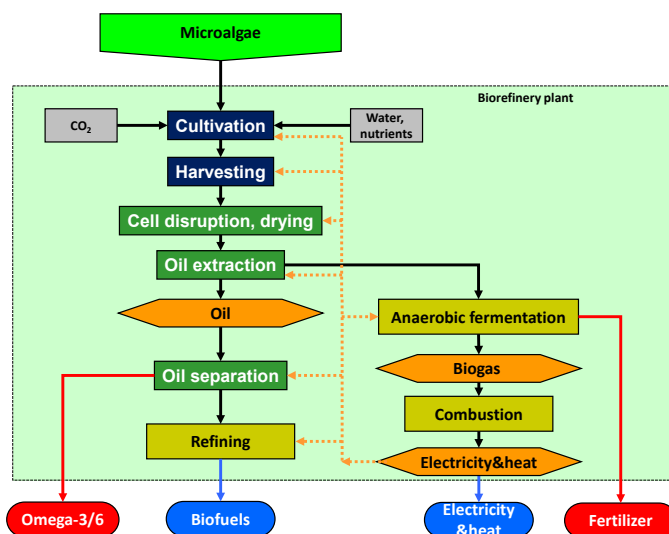 Microalgae
Biorefinery plant
CO₂
Cultivation
Water,
nutrients
Harvesting
Cell disruption, drying
Oil extraction
Oil
Anaerobic fermentation
Biogas
Oil separation
Combustion
Refining
Electricity&heat
Omega-3/6
Biofuels
Electricity
&heat
Fertilizer